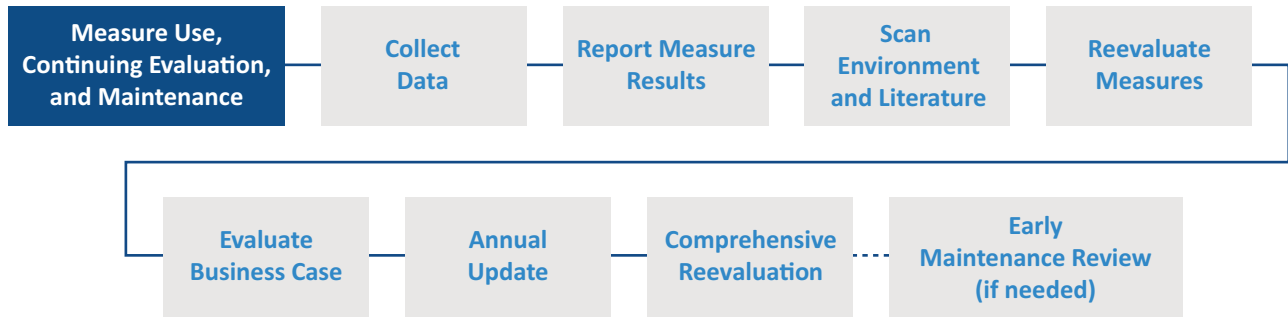 Measure Use,
Continuing Evaluation,
and Maintenance
Collect
Data
Report Measure
Results
Scan
Environment
and Literature
Reevaluate
Measures
Evaluate
Business Case
Annual
Update
Comprehensive
Reevaluation
Early
Maintenance Review
(if needed)